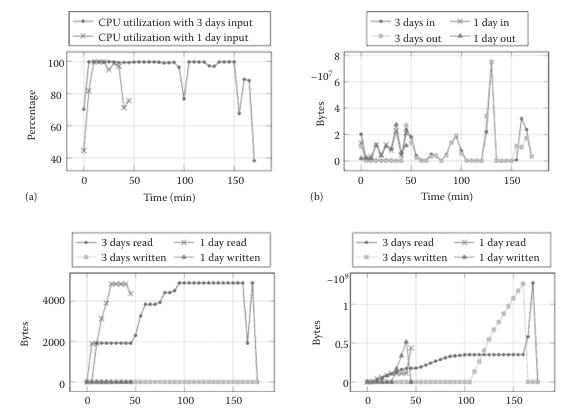 CPU utilization with 3 days input
CPU utilization with 1 day input
100
80
60
40
Percentage
0 50 100 150
(a)
Time (min)
3 days in 1 day in
3 days out 1 day out
~10^7
8
6
4
2
0
Bytes
0 50 100 150
(b)
Time (min)
3 days read 1 day read
3 days written 1 day written
4000
2000
0
Bytes
0 50 100 150
3 days read 1 day read
3 days written 1 day written
~10^9
1
0.5
0
Bytes
0 50 100 150